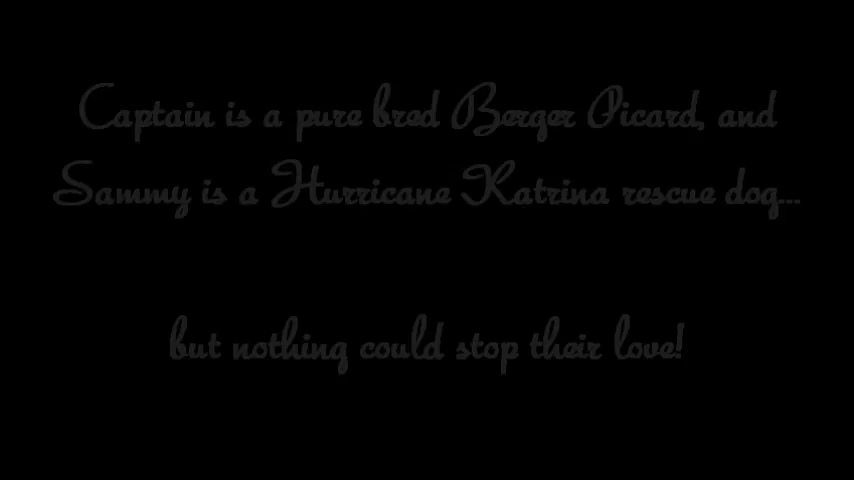 Captain is a pure bred Berger Picard, and
Sammy is a Hurricane Katrina rescue dog...
but nothing could stop their love!